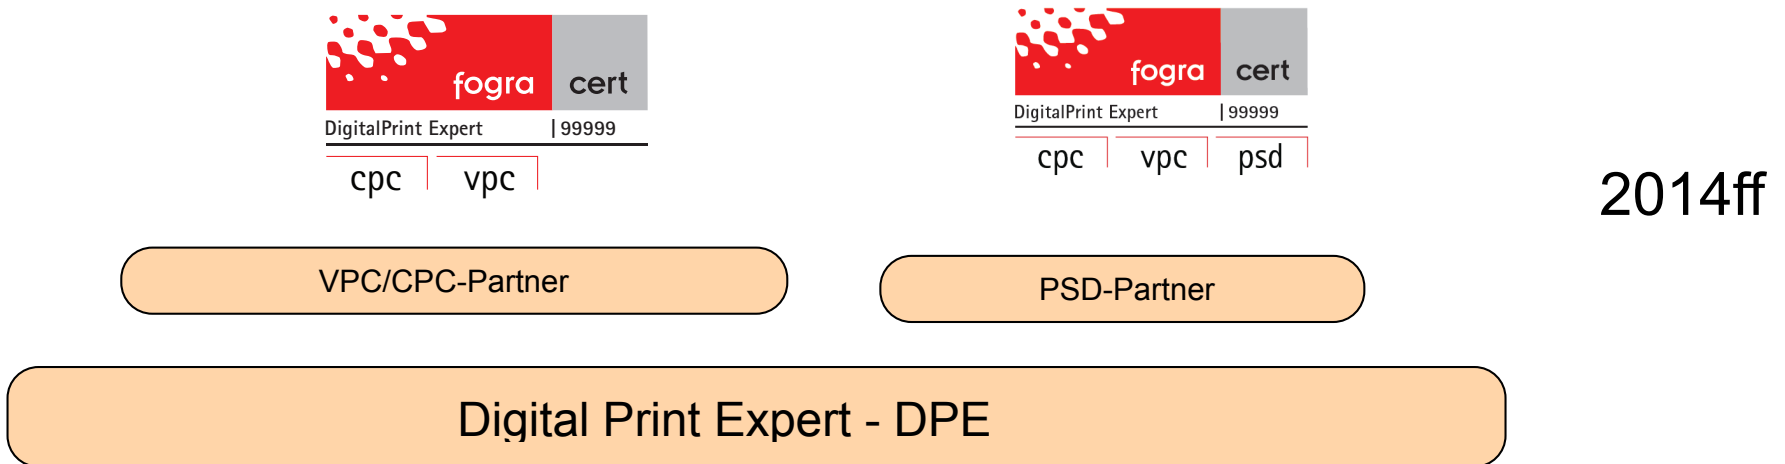 fogra cert
DigitalPrint Expert | 99999
cpc vpc
fogra cert
DigitalPrint Expert | 99999
cpc vpc psd
2014ff
VPC/CPC-Partner
PSD-Partner
Digital Print Expert - DPE